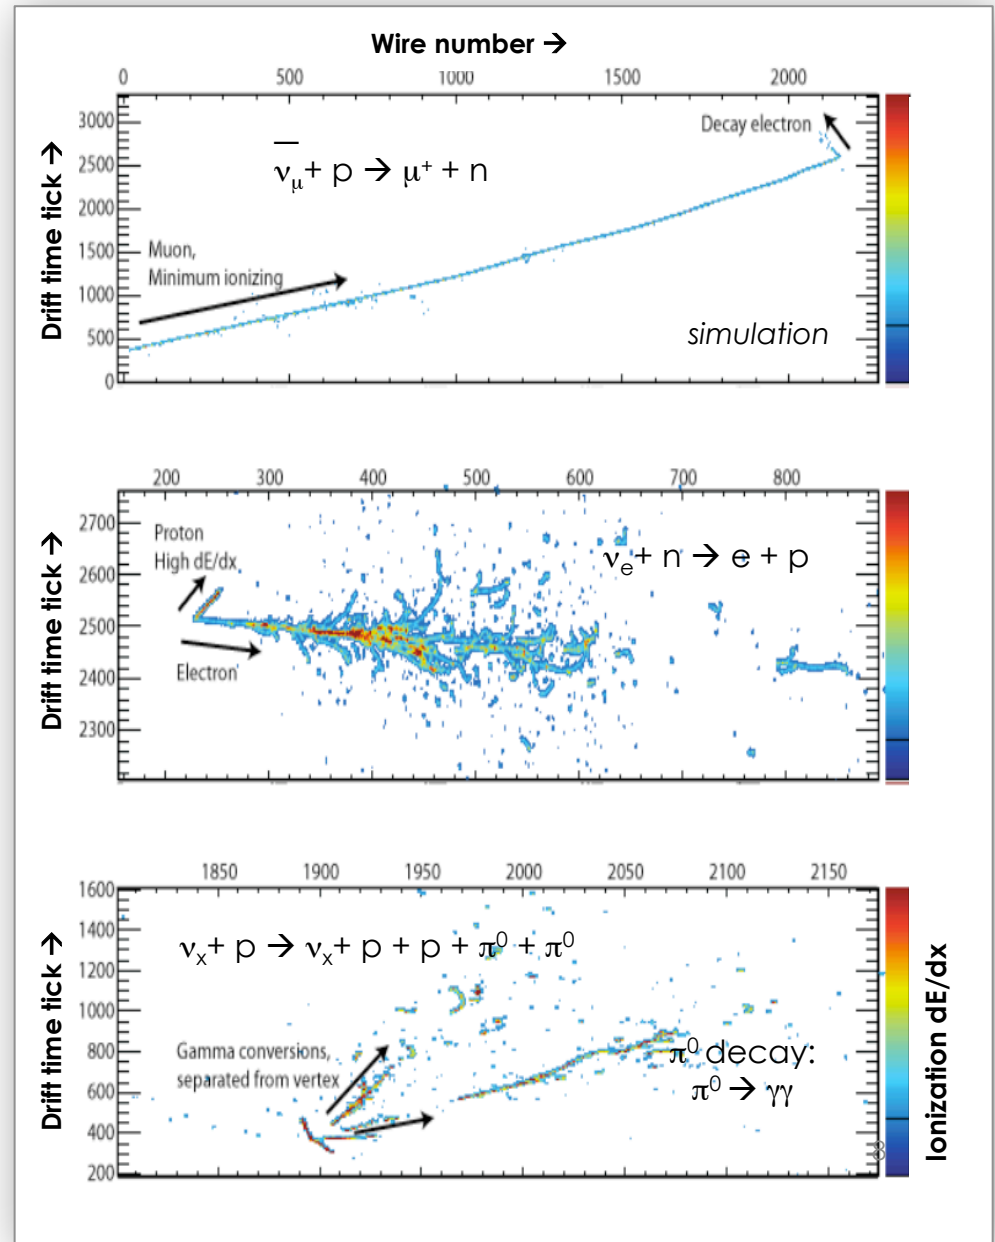 Wire number →
0 500 1000 1500 2000
3000
2500
2000
1500
1000
500
0
Drift time tick →
Decay electron
ν̅μ + p → μ⁺ + n
Muon,
Minimum ionizing
simulation
200 300 400 500 600 700 800
2700
2600
2500
2400
2300
Drift time tick →
Proton
High dE/dx
νe + n → e + p
Electron
1850 1900 1950 2000 2050 2100 2150
1600
1400
1200
1000
800
600
400
200
Drift time tick →
νx + p → νx + p + p + π⁰ + π⁰
Gamma conversions,
separated from vertex
π⁰ decay:
π⁰ → γγ
8
Ionization dE/dx